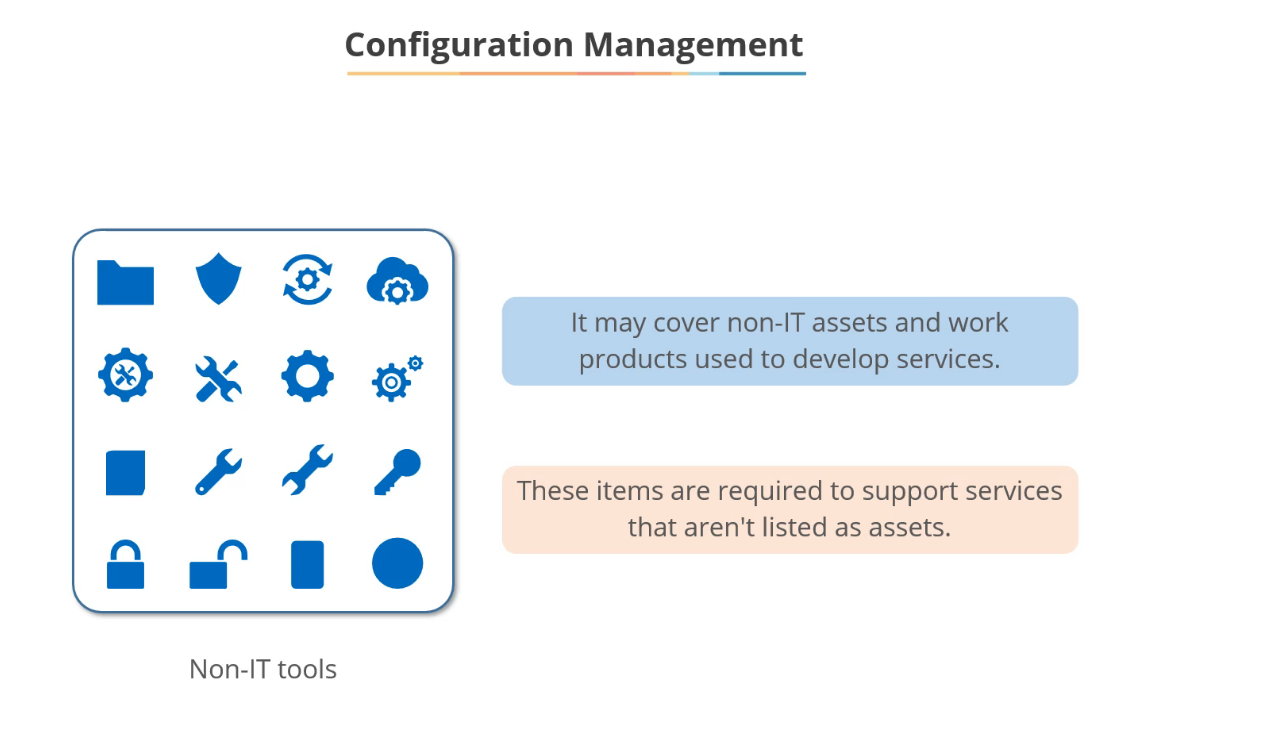 Configuration Management
It may cover non-IT assets and work
products used to develop services.
These items are required to support services
that aren't listed as assets.
Non-IT tools